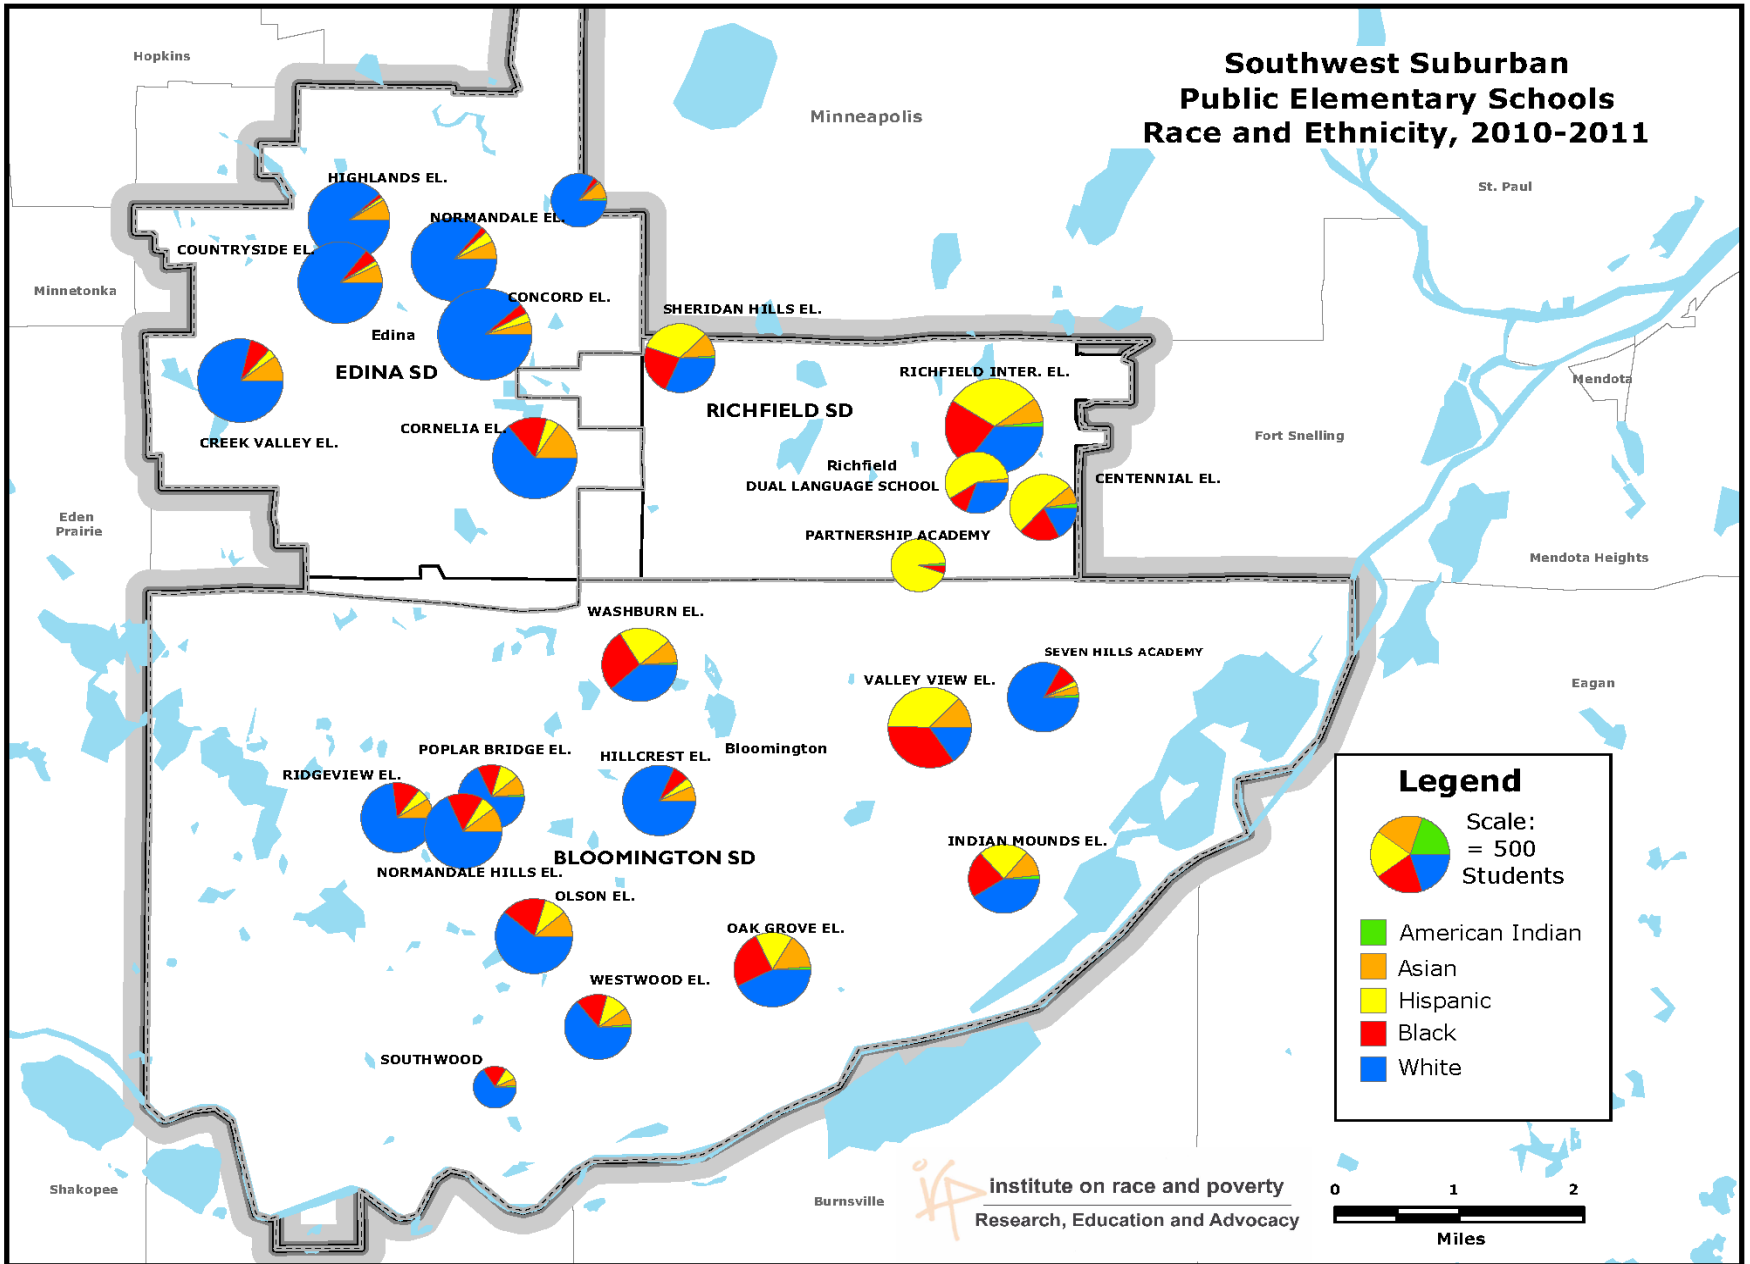 Southwest Suburban
Public Elementary Schools
Race and Ethnicity, 2010-2011
Hopkins
Minneapolis
St. Paul
HIGHLANDS EL.
NORMANDALE EL.
COUNTRYSIDE EL.
Minnetonka
CONCORD EL.
SHERIDAN HILLS EL.
Edina
EDINA SD
RICHFIELD INTER. EL.
Mendota
RICHFIELD SD
CORNELIA EL.
CREEK VALLEY EL.
Fort Snelling
Richfield
DUAL LANGUAGE SCHOOL
CENTENNIAL EL.
Eden
Prairie
PARTNERSHIP ACADEMY
Mendota Heights
WASHBURN EL.
SEVEN HILLS ACADEMY
VALLEY VIEW EL.
Eagan
POPLAR BRIDGE EL.
HILLCREST EL.
Bloomington
RIDGEVIEW EL.
INDIAN MOUNDS EL.
BLOOMINGTON SD
NORMANDALE HILLS EL.
OLSON EL.
OAK GROVE EL.
WESTWOOD EL.
SOUTHWOOD
Legend
Scale:
= 500
Students
American Indian
Asian
Hispanic
Black
White
Shakopee
Burnsville
irp
institute on race and poverty
Research, Education and Advocacy
0 1 2
Miles